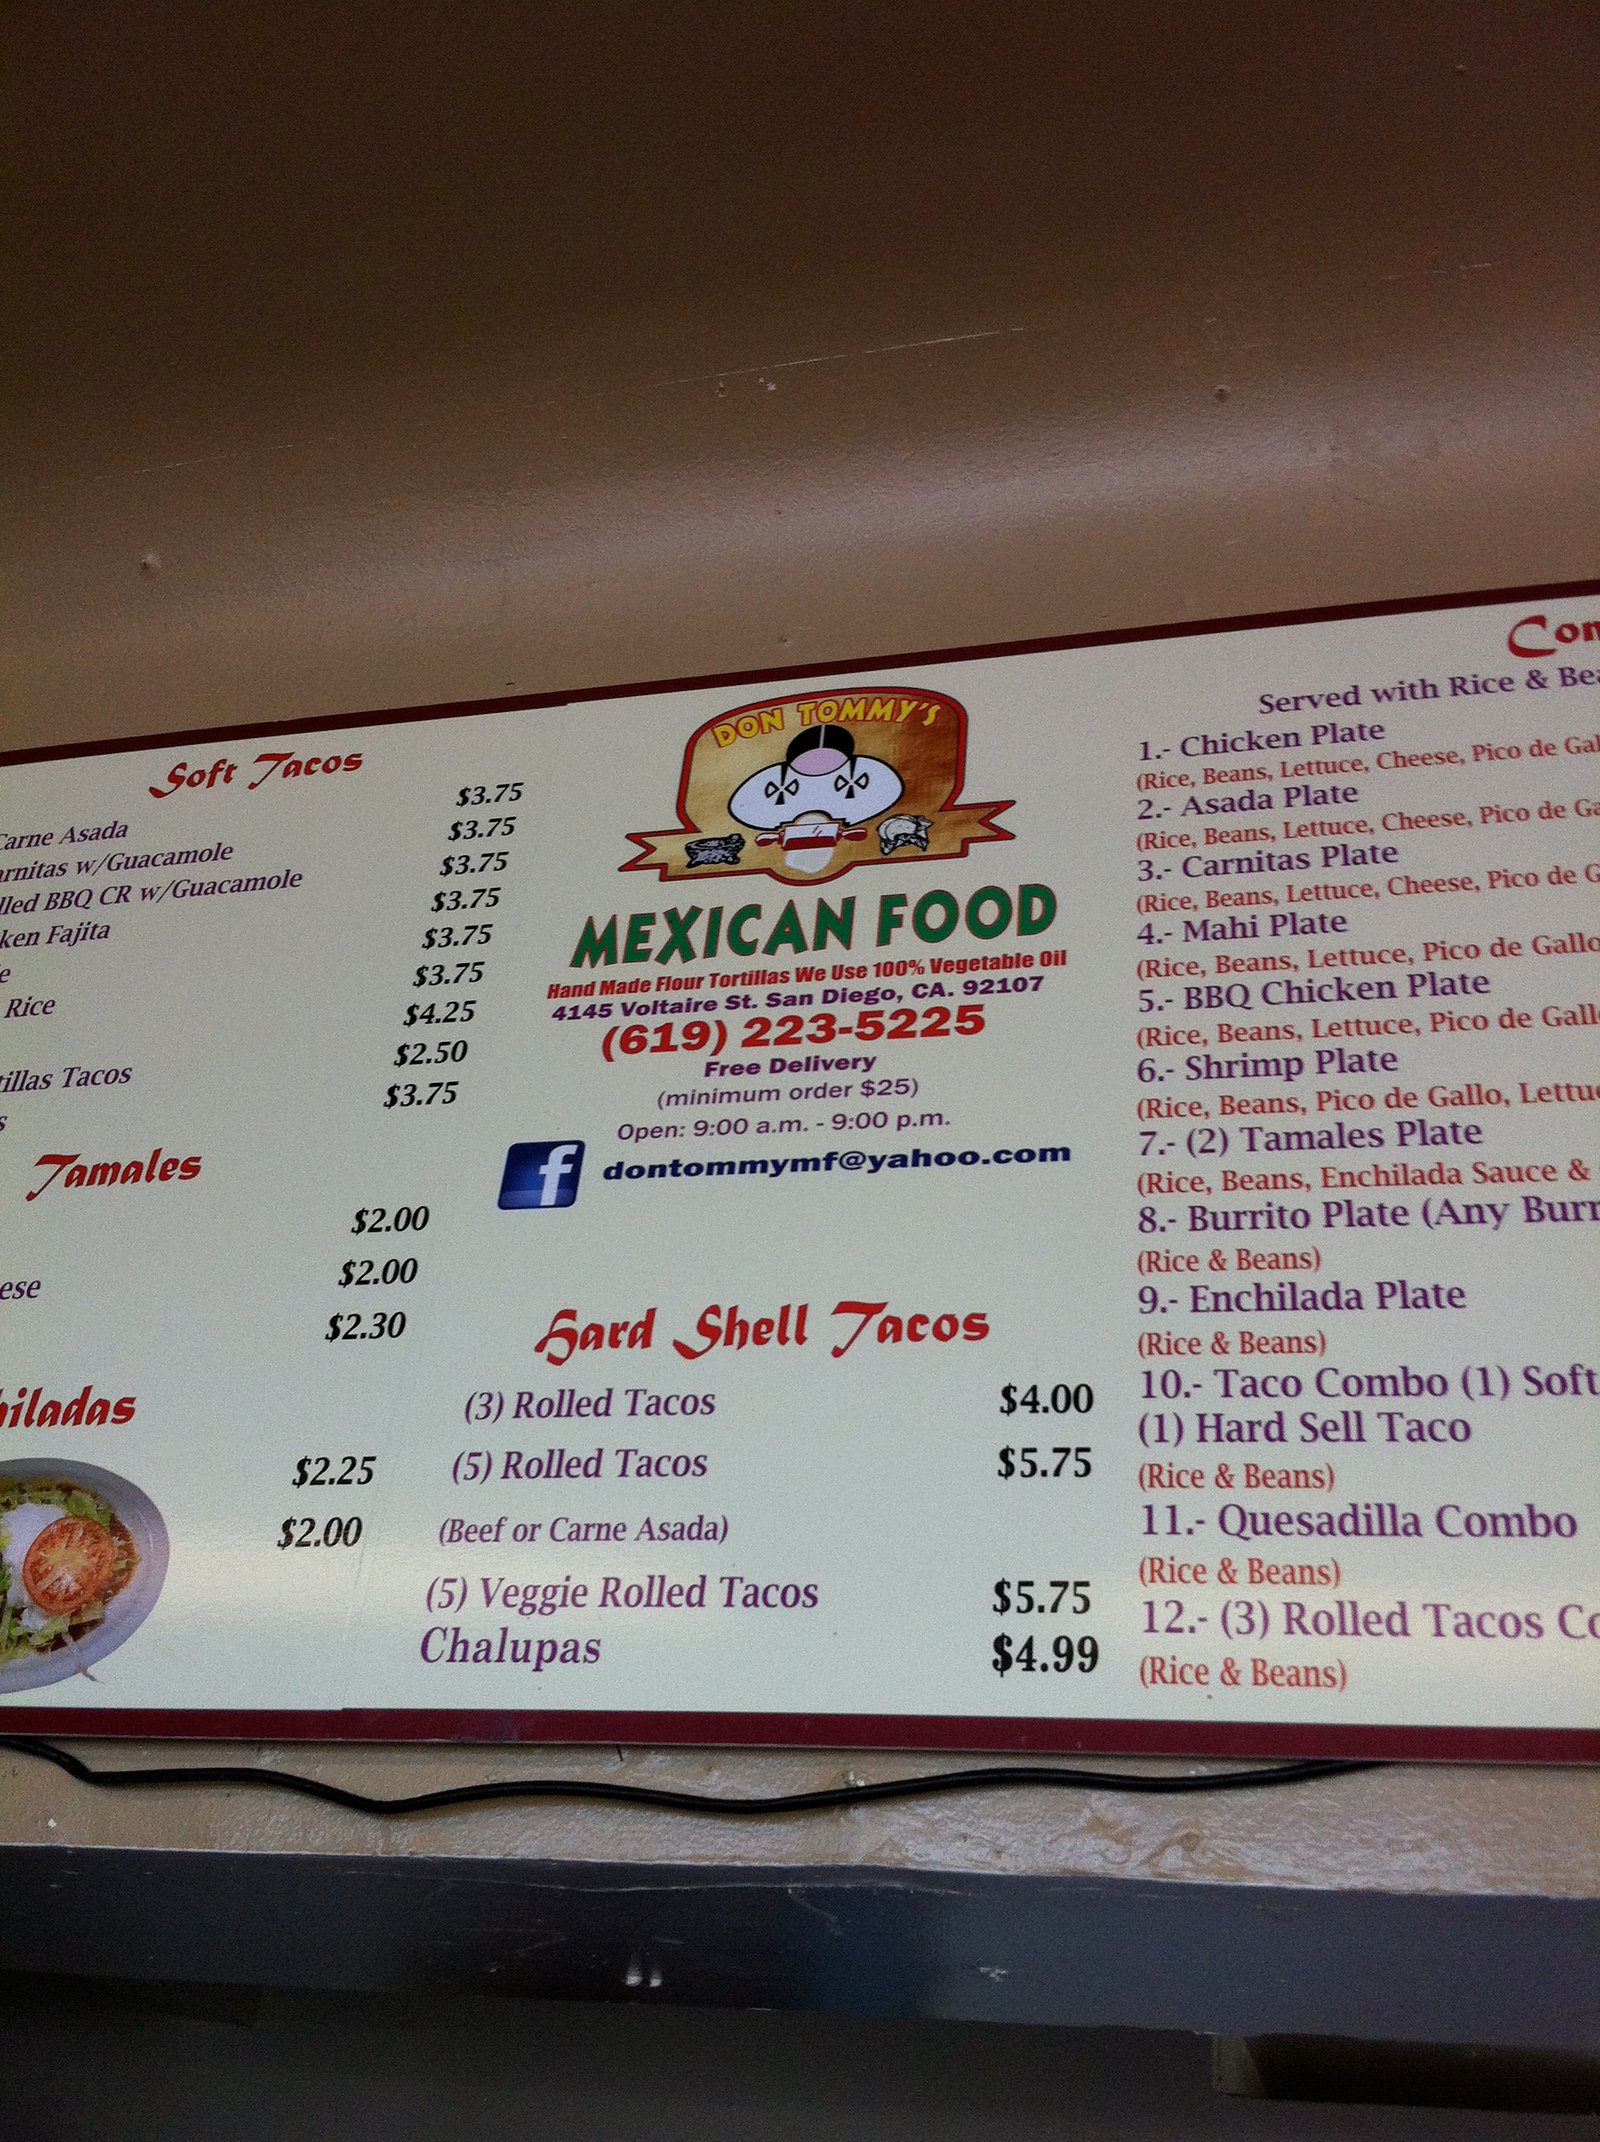 Soft Tacos
$3.75
Carne Asada $3.75
w/Guacamole $3.75
BBQ CR w/Guacamole $3.75
Fajita $3.75
$3.75
Rice $4.25
$2.50
Tacos $3.75
Tamales
$2.00
$2.00
$2.30
$2.25
$2.00
DON TOMMY'S
MEXICAN FOOD
Hand Made Flour Tortillas We Use 100% Vegetable Oil
4145 Voltaire St. San Diego, CA. 92107
(619) 223-5225
Free Delivery
(minimum order $25)
Open: 9:00 a.m. - 9:00 p.m.
f dontommymf@yahoo.com
Hard Shell Tacos
(3) Rolled Tacos $4.00
(5) Rolled Tacos $5.75
(Beef or Carne Asada)
(5) Veggie Rolled Tacos $5.75
Chalupas $4.99
Served with Rice &
1.- Chicken Plate
(Rice, Beans, Lettuce, Cheese, Pico de
2.- Asada Plate
(Rice, Beans, Lettuce, Cheese, Pico de
3.- Carnitas Plate
(Rice, Beans, Lettuce, Cheese, Pico de
4.- Mahi Plate
(Rice, Beans, Lettuce, Pico de Gallo
5.- BBQ Chicken Plate
(Rice, Beans, Lettuce, Pico de
6.- Shrimp Plate
(Rice, Beans, Pico de Gallo,
7.- (2) Tamales Plate
(Rice, Beans, Enchilada Sauce &
8.- Burrito Plate (Any
(Rice & Beans)
9.- Enchilada Plate
(Rice & Beans)
10.- Taco Combo (1) Soft
(1) Hard Sell Taco
(Rice & Beans)
11.- Quesadilla Combo
(Rice & Beans)
12.- (3) Rolled Tacos
(Rice & Beans)